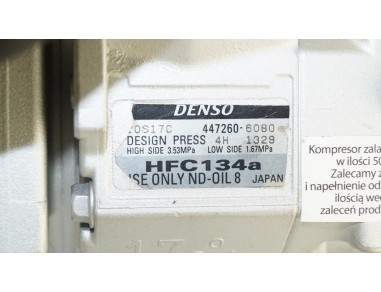 DENSO
10S17C 447260-6080
DESIGN PRESS 4H 1329
HIGH SIDE 3.53MPa LOW SIDE 1.67MPa
HFC134a
USE ONLY ND-OIL 8 JAPAN
Kompresor zala
w ilości 50
Zalecamy z
i napełnienie od
ilością wed
zaleceń prod